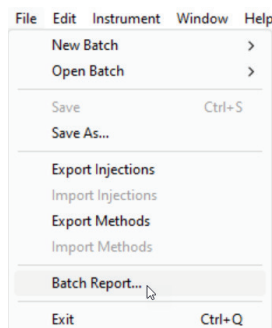 File Edit Instrument Window Help
New Batch >
Open Batch >
Save Ctrl+S
Save As...
Export Injections
Import Injections
Export Methods
Import Methods
Batch Report...
Exit Ctrl+Q